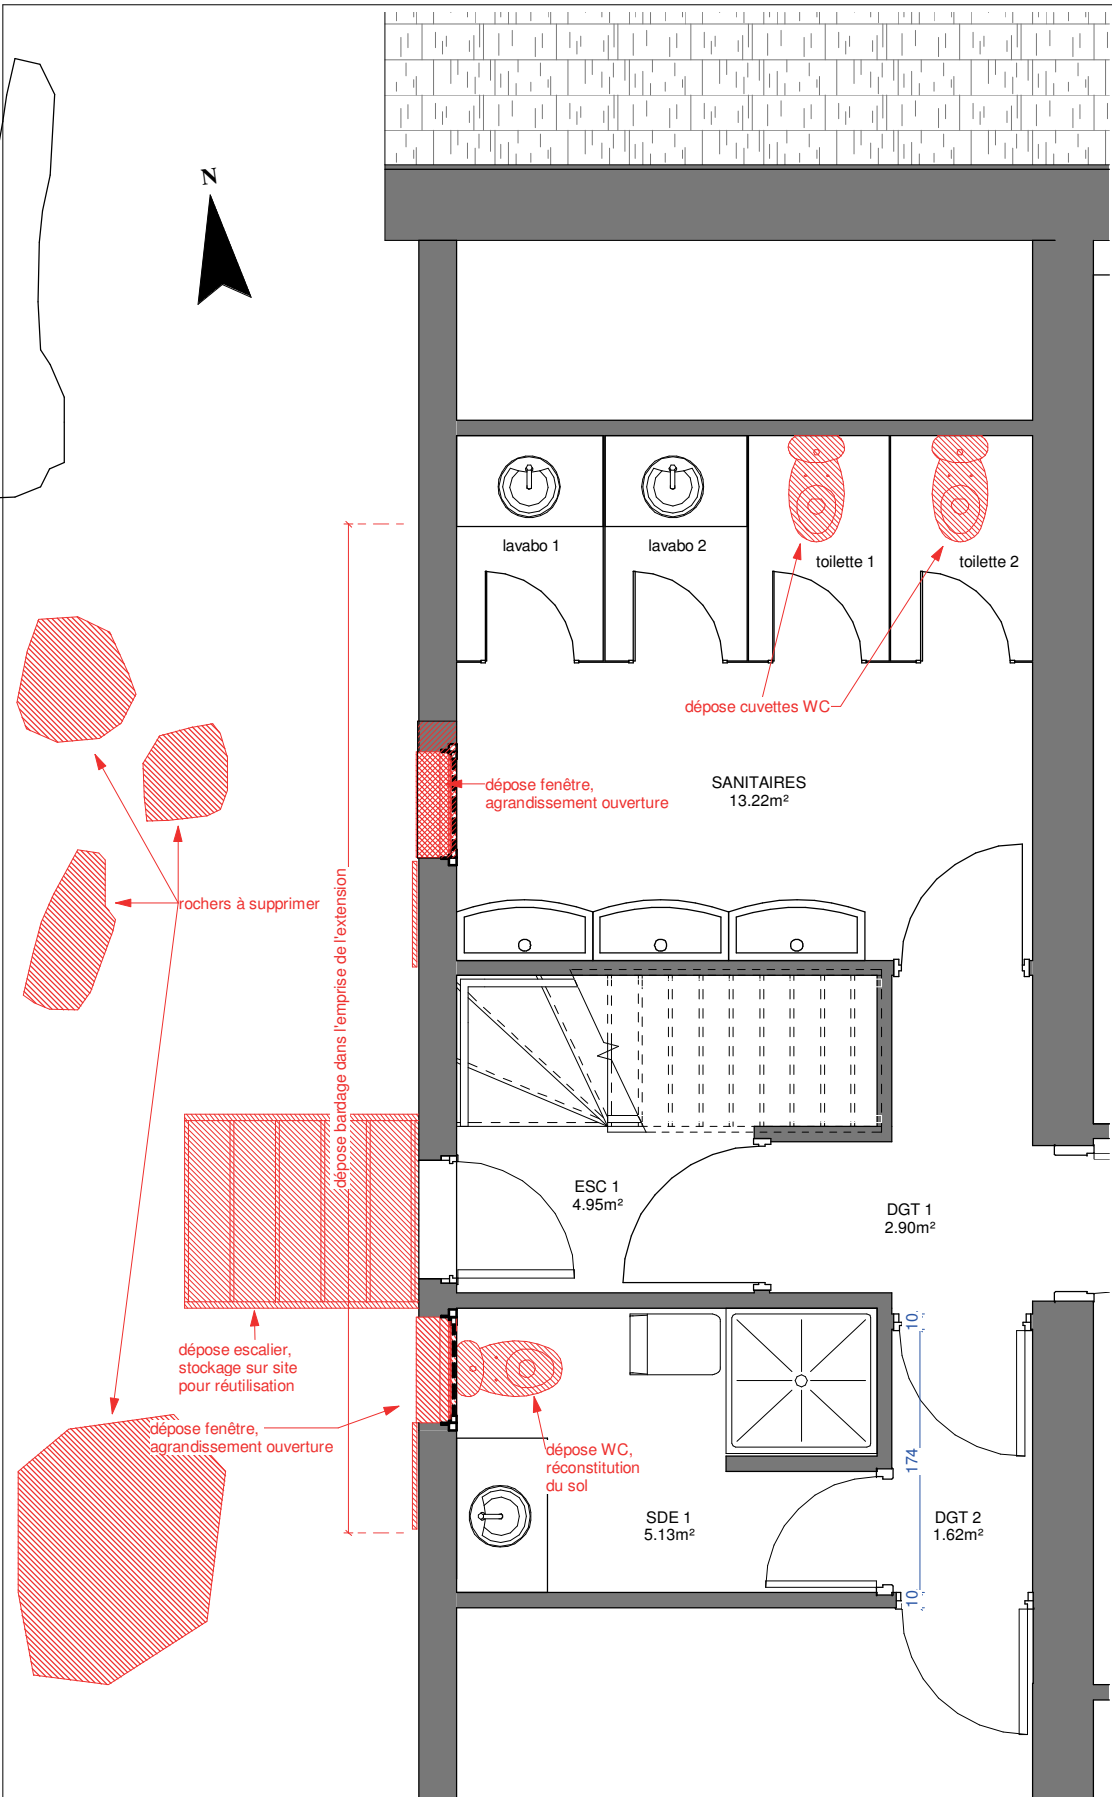 N
lavabo 1
lavabo 2
toilette 1
toilette 2
dépose cuvettes WC
SANITAIRES
13.22m²
dépose fenêtre,
agrandissement ouverture
rochers à supprimer
dépose bardage dans l'emprise de l'extension
ESC 1
4.95m²
DGT 1
2.90m²
dépose escalier,
stockage sur site
pour réutilisation
dépose fenêtre,
agrandissement ouverture
dépose WC,
réconstitution
du sol
SDE 1
5.13m²
DGT 2
1.62m²
10
174
10